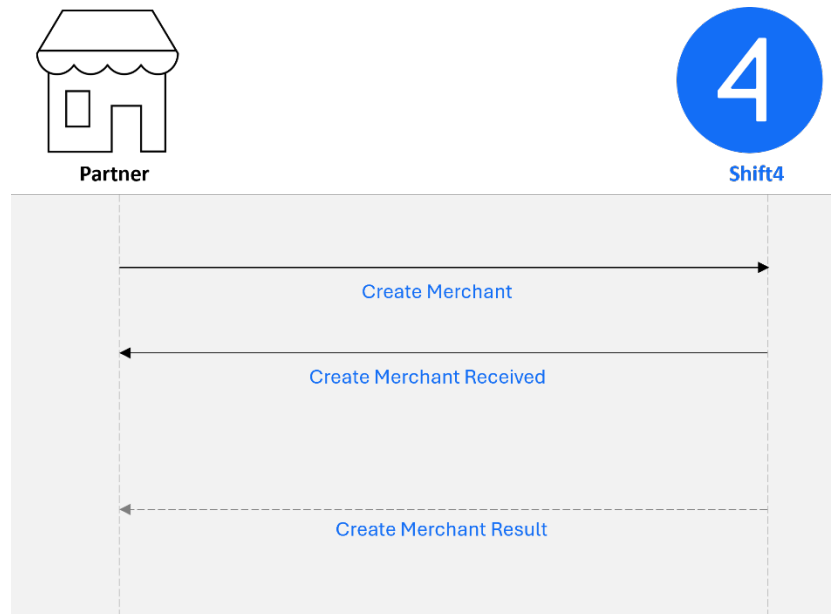 4
Partner
Shift4
Create Merchant
Create Merchant Received
Create Merchant Result